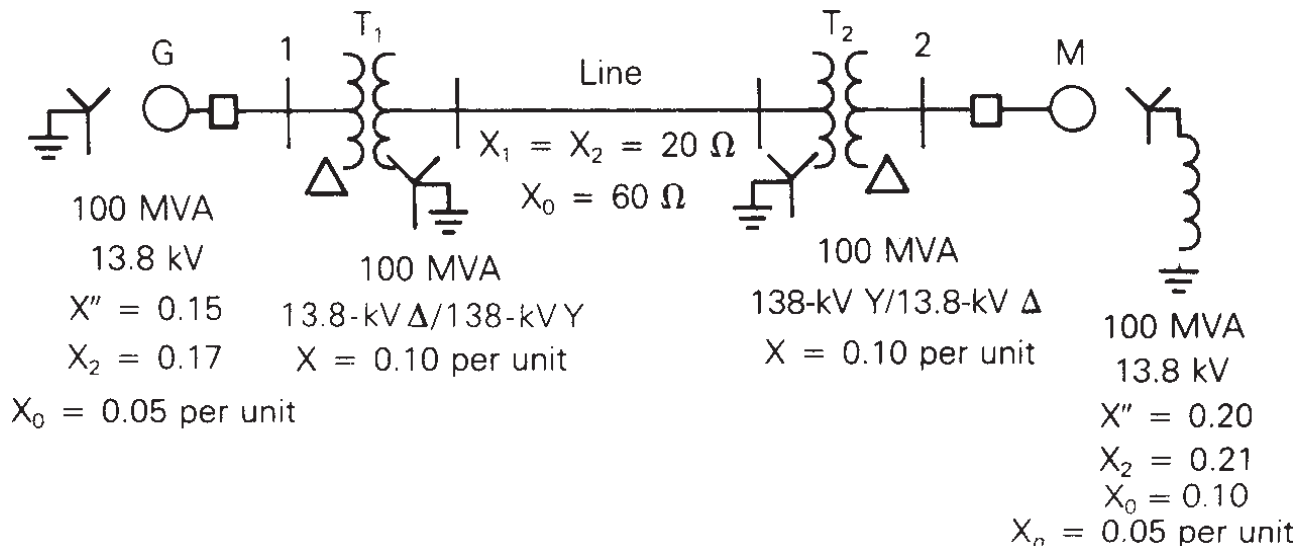 T₁
T₂
G
1
2
M
Line
X₁ = X₂ = 20 Ω
X₀ = 60 Ω
100 MVA
13.8 kV
X" = 0.15
X₂ = 0.17
X₀ = 0.05 per unit
100 MVA
13.8-kV Δ/138-kV Y
X = 0.10 per unit
100 MVA
138-kV Y/13.8-kV Δ
X = 0.10 per unit
100 MVA
13.8 kV
X" = 0.20
X₂ = 0.21
X₀ = 0.10
Xₙ = 0.05 per unit